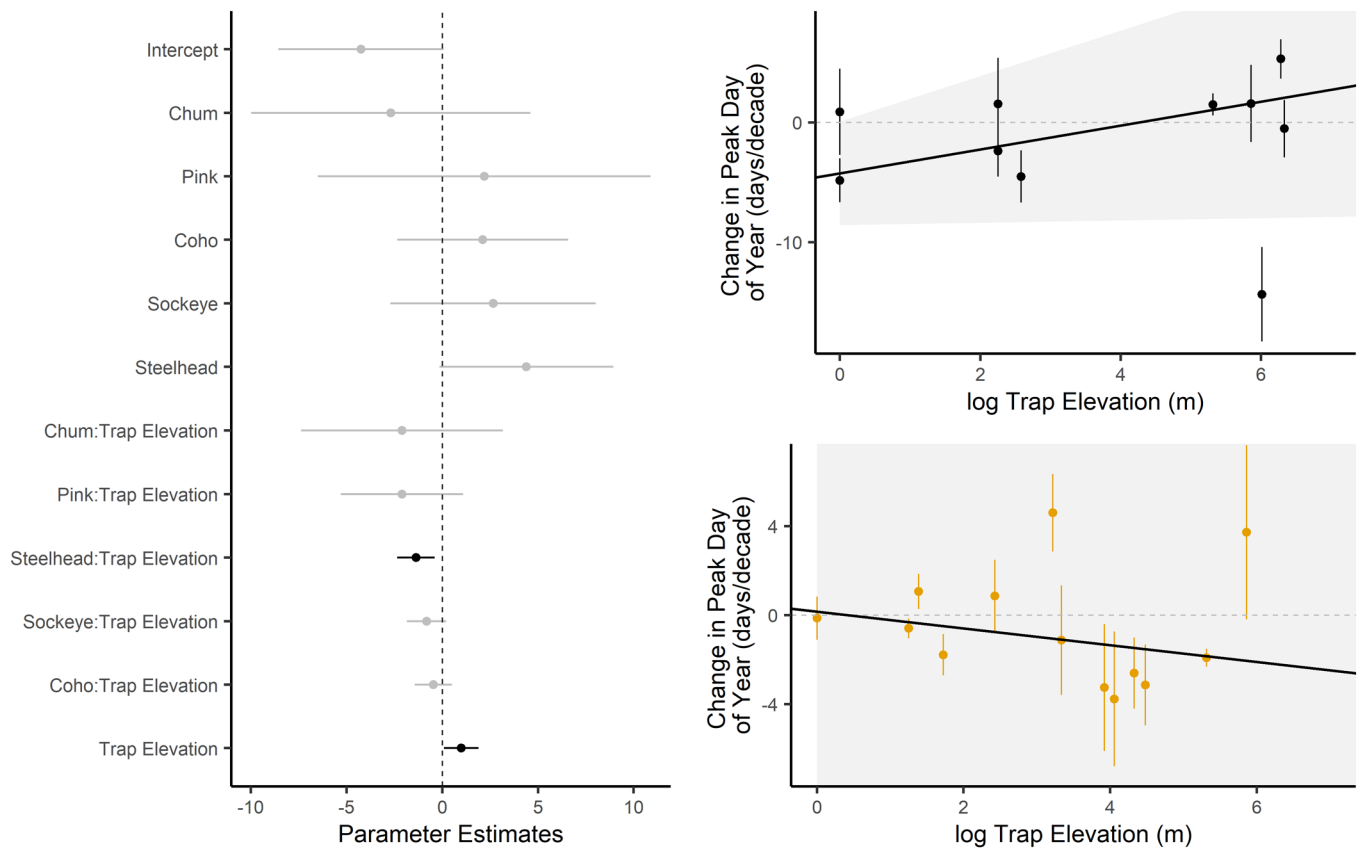 Intercept
Chum
Pink
Coho
Sockeye
Steelhead
Chum:Trap Elevation
Pink:Trap Elevation
Steelhead:Trap Elevation
Sockeye:Trap Elevation
Coho:Trap Elevation
Trap Elevation
-10 -5 0 5 10
Parameter Estimates
Change in Peak Day
of Year (days/decade)
0
-10
0 2 4 6
log Trap Elevation (m)
Change in Peak Day
of Year (days/decade)
4
0
-4
0 2 4 6
log Trap Elevation (m)